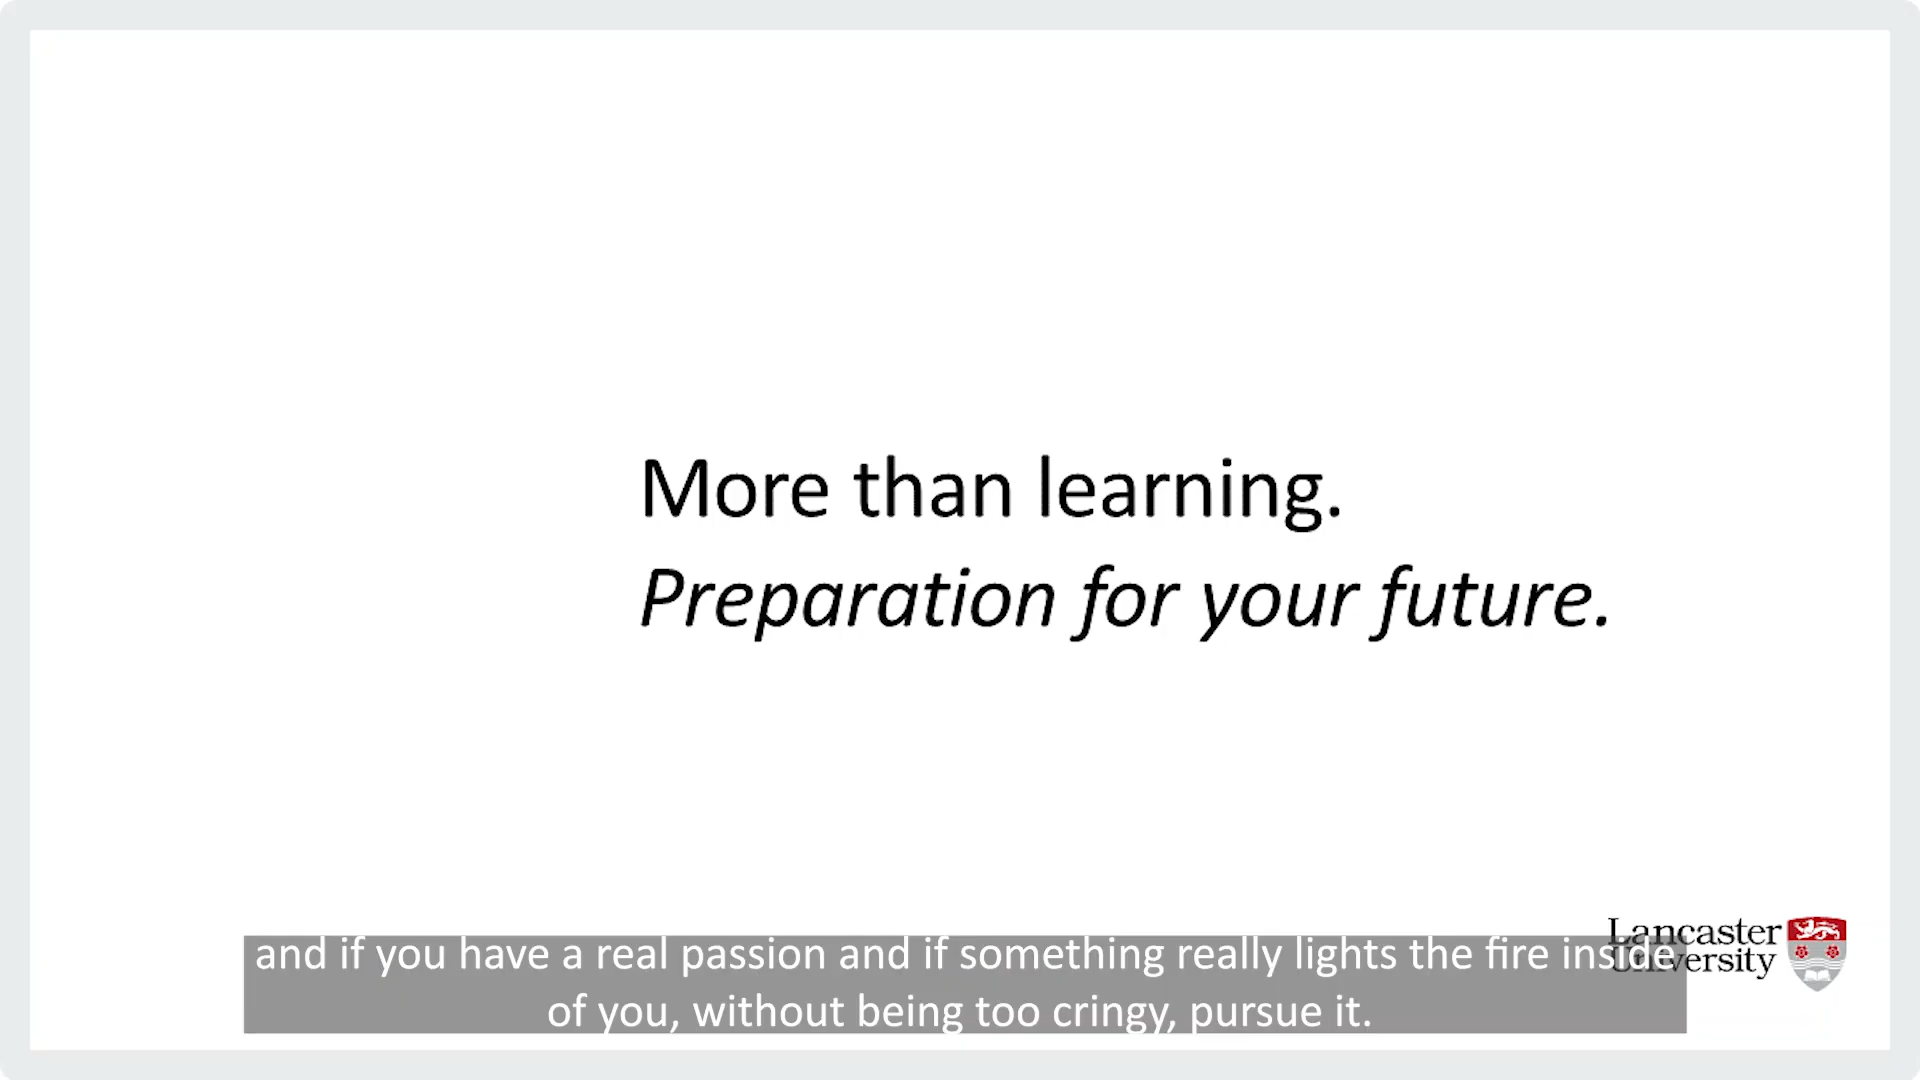 More than learning.
Preparation for your future.
Lancaster
University
and if you have a real passion and if something really lights the fire inside
of you, without being too cringy, pursue it.